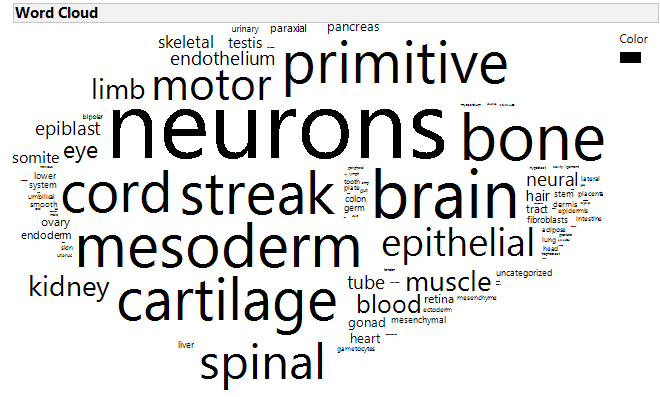 Word Cloud
urinary paraxial pancreas
Color
skeletal testis
endothelium primitive
limb motor
bipolar neurons bone
epiblast
somite eye
lower
system
umbilical
smooth
cord streak brain
lymph
tooth
plate gut
colon
germ
neural lateral
hair stem placenta
dermis
tract epidermis
fibroblasts intestine
ovary
endoderm mesoderm epithelial
adipose
lung
head
skin
uterus
kidney cartilage
tube muscle uncategorized
blood retina mesenchyme
ectoderm
gonad mesenchymal
heart
liver spinal gametocytes